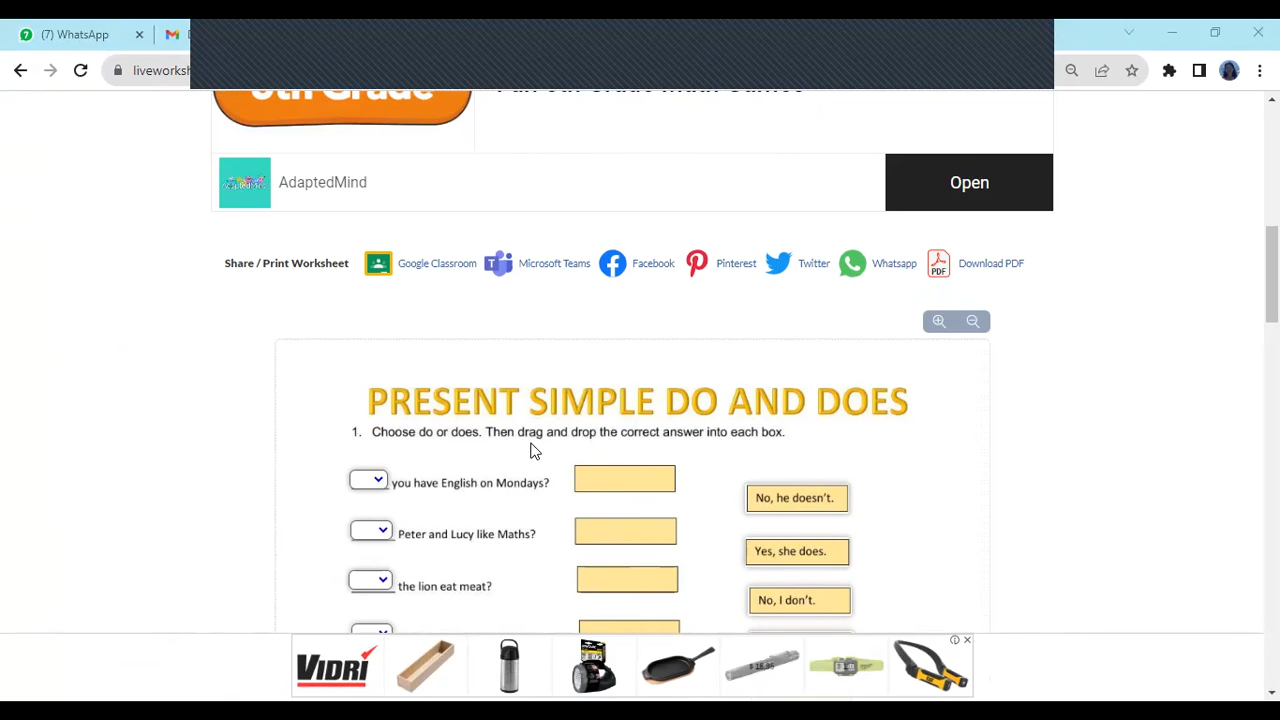 (7) WhatsApp
liveworksh
6th Grade
AdaptedMind
Open
Share / Print Worksheet Google Classroom Microsoft Teams Facebook Pinterest Twitter Whatsapp Download PDF
PRESENT SIMPLE DO AND DOES
1. Choose do or does. Then drag and drop the correct answer into each box.
you have English on Mondays?
No, he doesn't.
Peter and Lucy like Maths?
Yes, she does.
the lion eat meat?
No, I don't.
VIDRI